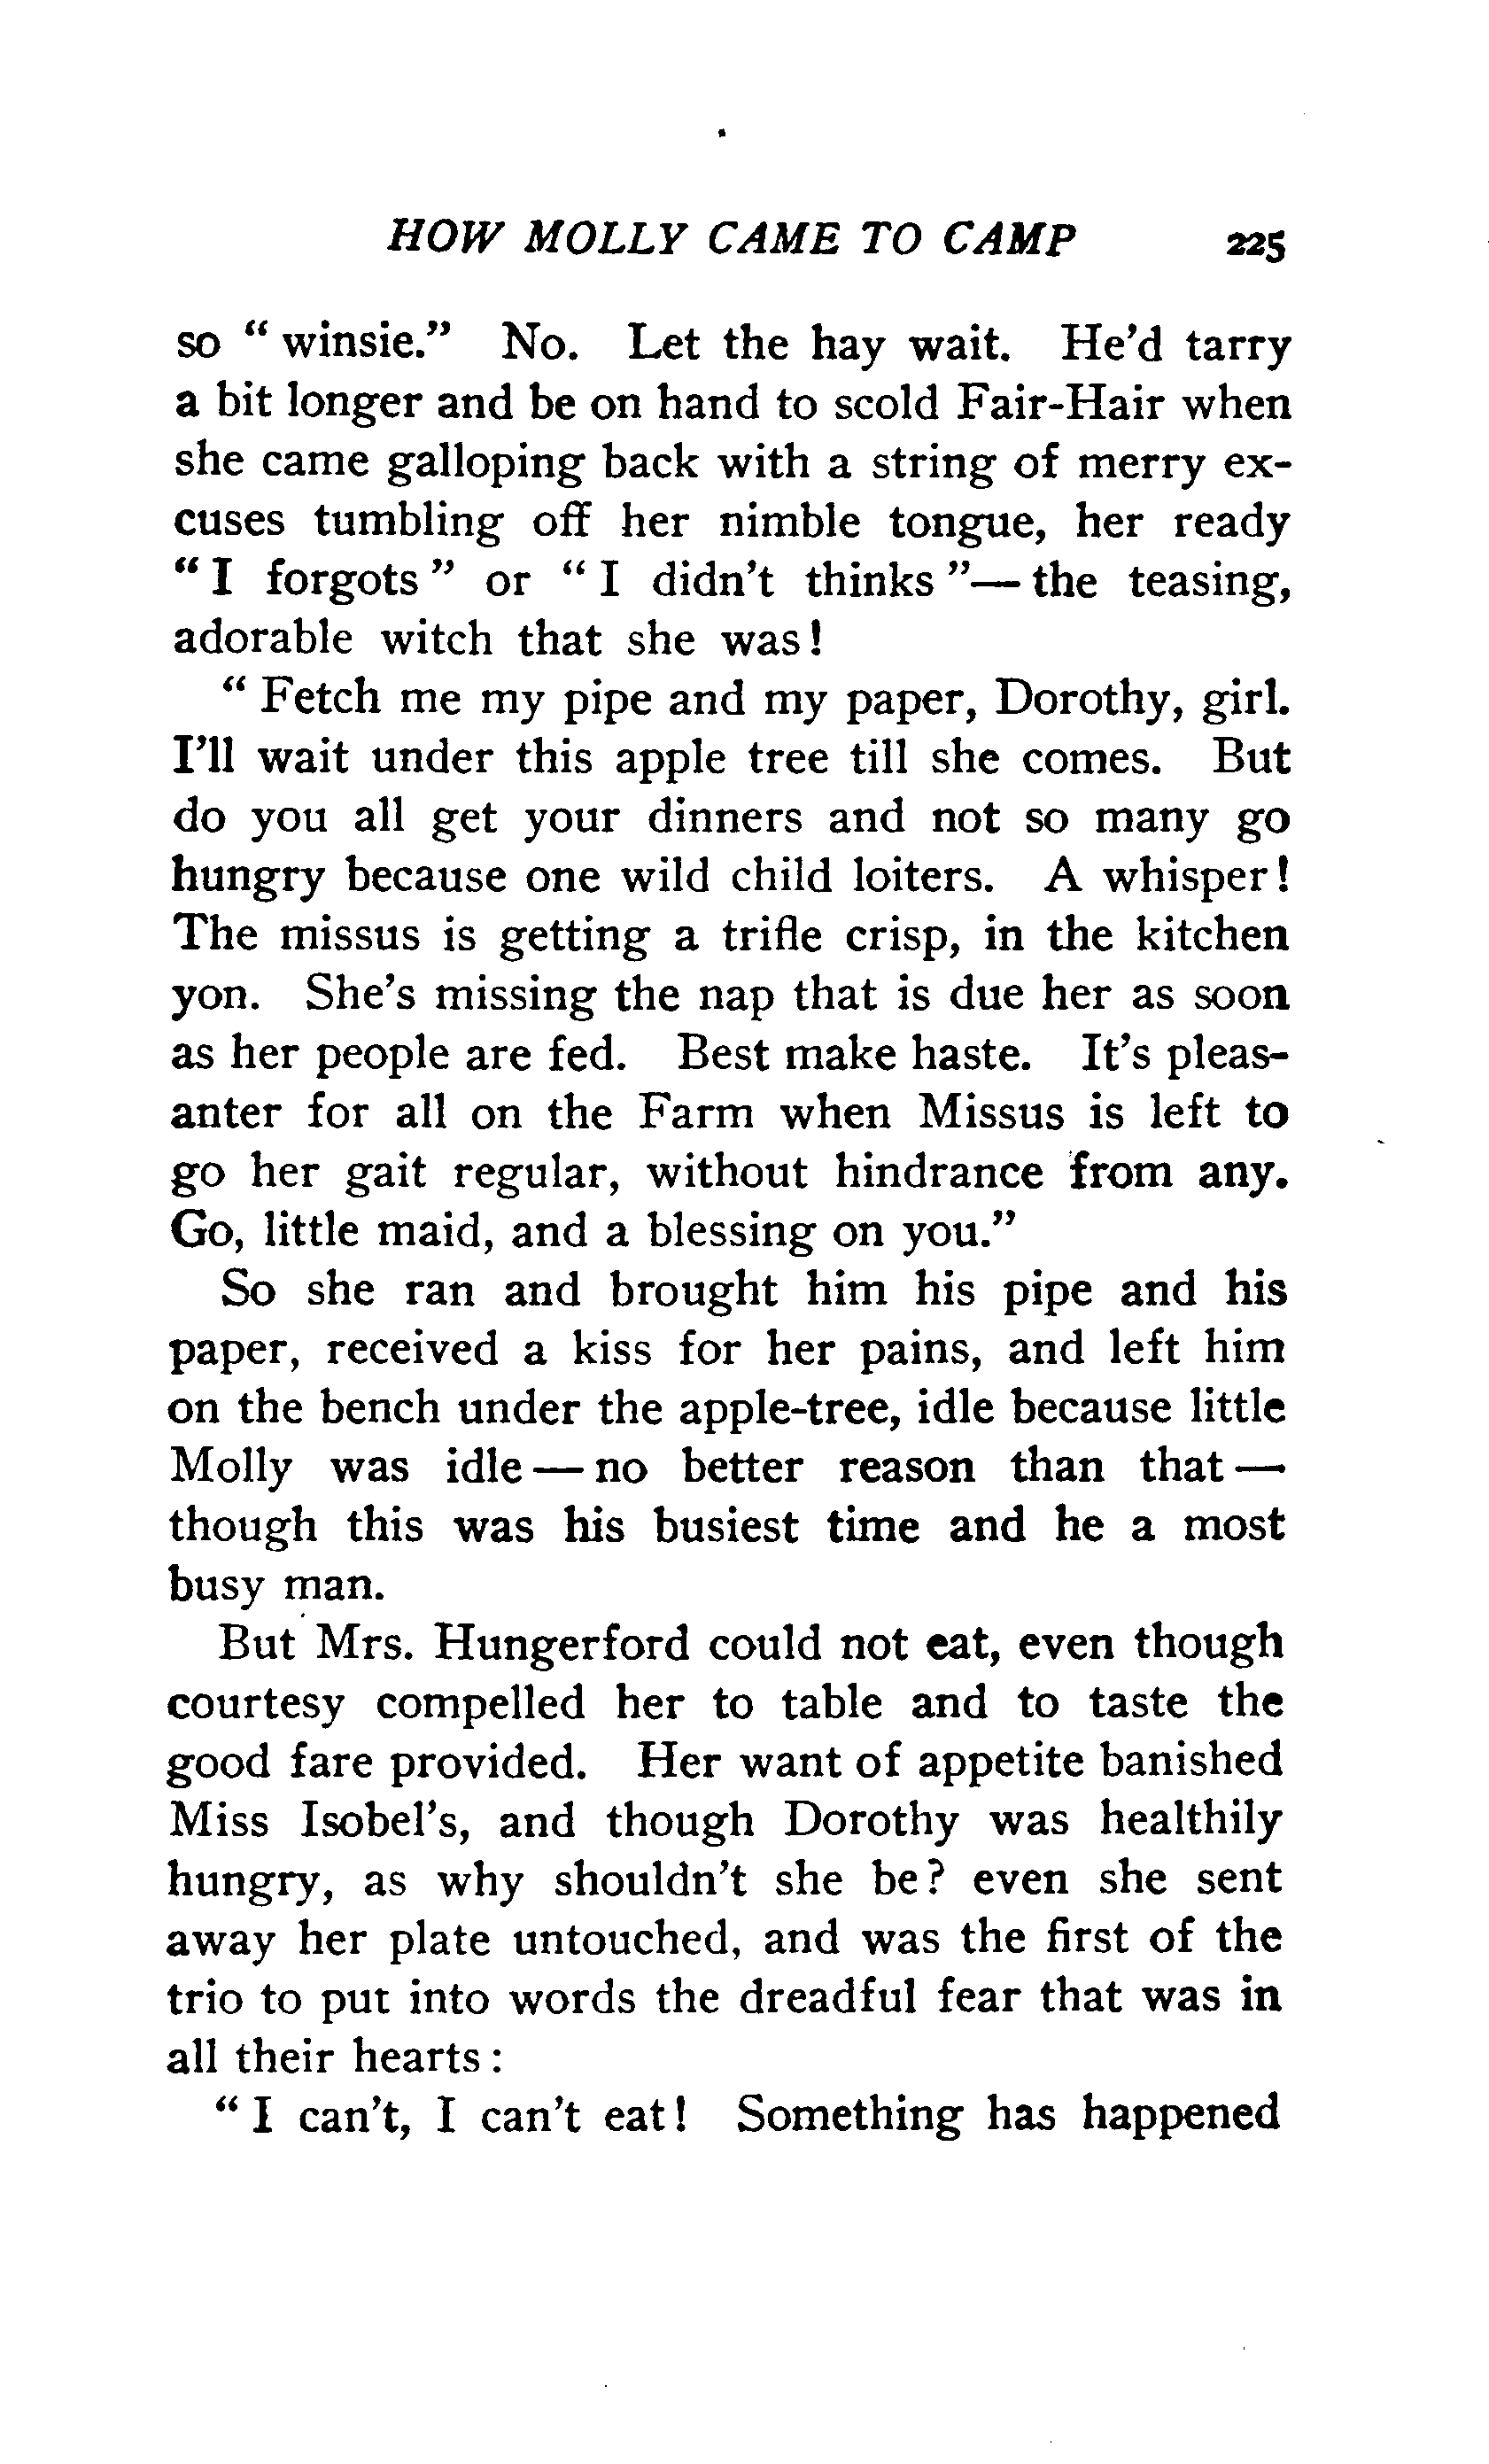 HOW MOLLY CAME TO CAMP 225
so " winsie." No. Let the hay wait. He'd tarry
a bit longer and be on hand to scold Fair-Hair when
she came galloping back with a string of merry ex-
cuses tumbling off her nimble tongue, her ready
" I forgots " or " I didn't thinks "— the teasing,
adorable witch that she was!
" Fetch me my pipe and my paper, Dorothy, girl.
I'll wait under this apple tree till she comes. But
do you all get your dinners and not so many go
hungry because one wild child loiters. A whisper!
The missus is getting a trifle crisp, in the kitchen
yon. She's missing the nap that is due her as soon
as her people are fed. Best make haste. It's pleas-
anter for all on the Farm when Missus is left to
go her gait regular, without hindrance from any.
Go, little maid, and a blessing on you."
So she ran and brought him his pipe and his
paper, received a kiss for her pains, and left him
on the bench under the apple-tree, idle because little
Molly was idle — no better reason than that —
though this was his busiest time and he a most
busy man.
But Mrs. Hungerford could not eat, even though
courtesy compelled her to table and to taste the
good fare provided. Her want of appetite banished
Miss Isobel's, and though Dorothy was healthily
hungry, as why shouldn't she be? even she sent
away her plate untouched, and was the first of the
trio to put into words the dreadful fear that was in
all their hearts :
" I can't, I can't eat! Something has happened